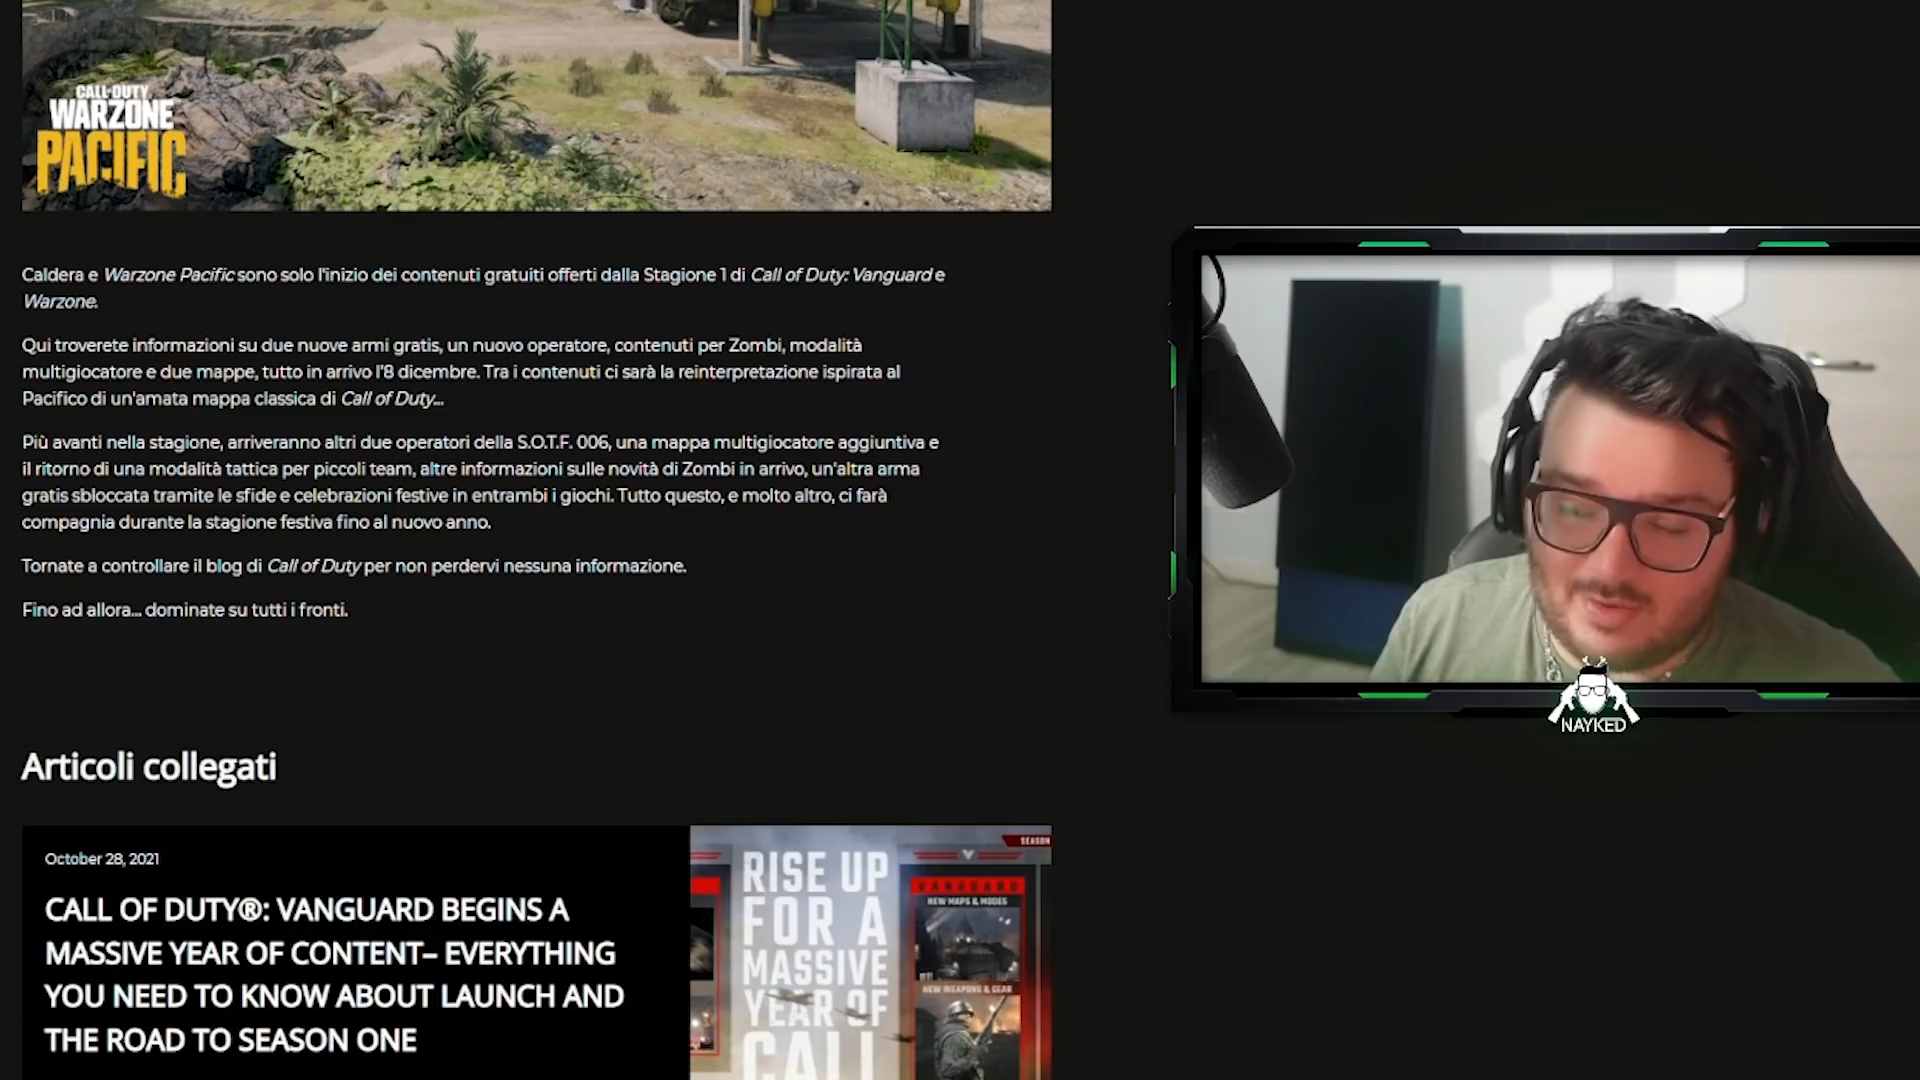 CALL OF DUTY
WARZONE
PACIFIC
Caldera e Warzone Pacific sono solo l'inizio dei contenuti gratuiti offerti dalla Stagione 1 di Call of Duty: Vanguard e
Warzone.
Qui troverete informazioni su due nuove armi gratis, un nuovo operatore, contenuti per Zombi, modalità
multigiocatore e due mappe, tutto in arrivo l'8 dicembre. Tra i contenuti ci sarà la reinterpretazione ispirata al
Pacifico di un'amata mappa classica di Call of Duty...
Più avanti nella stagione, arriveranno altri due operatori della S.O.T.F. 006, una mappa multigiocatore aggiuntiva e
il ritorno di una modalità tattica per piccoli team, altre informazioni sulle novità di Zombi in arrivo, un'altra arma
gratis sbloccata tramite le sfide e celebrazioni festive in entrambi i giochi. Tutto questo, e molto altro, ci farà
compagnia durante la stagione festiva fino al nuovo anno.
Tornate a controllare il blog di Call of Duty per non perdervi nessuna informazione.
Fino ad allora... dominate su tutti i fronti.
NAYKED
Articoli collegati
October 28, 2021
CALL OF DUTY®: VANGUARD BEGINS A
MASSIVE YEAR OF CONTENT– EVERYTHING
YOU NEED TO KNOW ABOUT LAUNCH AND
THE ROAD TO SEASON ONE
SEASON
RISE UP
FOR A
MASSIVE
YEAR OF
CALL
VANGUARD
NEW MAPS & MODES
NEW WEAPONS & GEAR